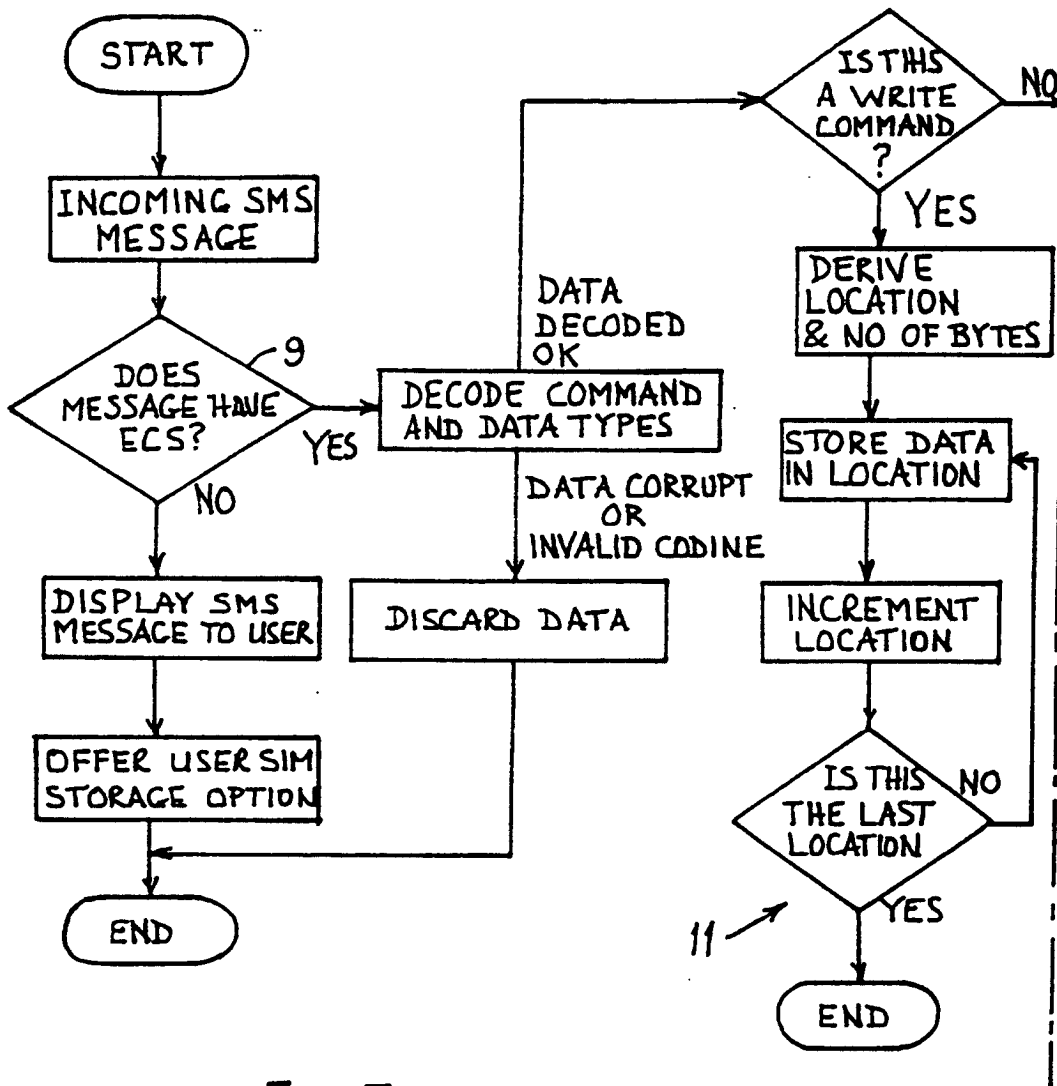 START
INCOMING SMS
MESSAGE
9
DOES
MESSAGE HAVE
ECS?
YES
NO
DISPLAY SMS
MESSAGE TO USER
OFFER USER SIM
STORAGE OPTION
END
DATA
DECODED
OK
DECODE COMMAND
AND DATA TYPES
DATA CORRUPT
OR
INVALID CODINE
DISCARD DATA
IS THIS
A WRITE
COMMAND
?
NO
YES
DERIVE
LOCATION
& NO OF BYTES
STORE DATA
IN LOCATION
INCREMENT
LOCATION
IS THIS
THE LAST
LOCATION
NO
YES
11
END